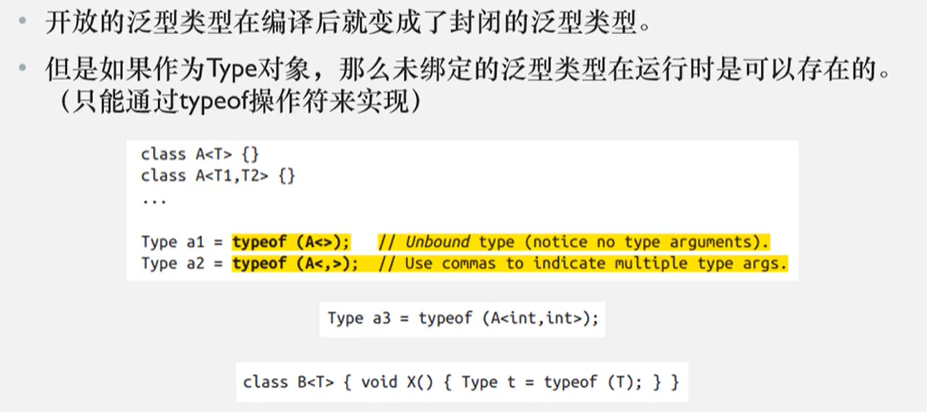 • 开放的泛型类型在编译后就变成了封闭的泛型类型。
• 但是如果作为Type对象，那么未绑定的泛型类型在运行时是可以存在的。
（只能通过typeof操作符来实现）
class A<T> {}
class A<T1,T2> {}
...
Type a1 = typeof (A<>);   // Unbound type (notice no type arguments).
Type a2 = typeof (A<,>);  // Use commas to indicate multiple type args.
Type a3 = typeof (A<int,int>);
class B<T> { void X() { Type t = typeof (T); } }